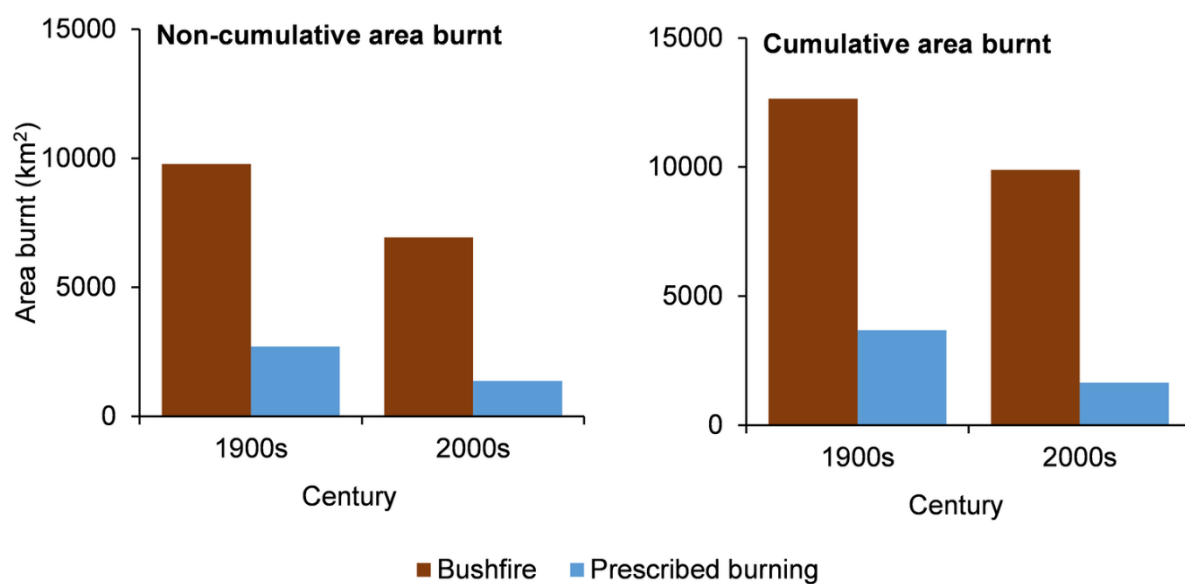 Non-cumulative area burnt
15000
10000
5000
0
Area burnt (km²)
1900s
2000s
Century
Cumulative area burnt
15000
10000
5000
0
1900s
2000s
Century
Bushfire
Prescribed burning